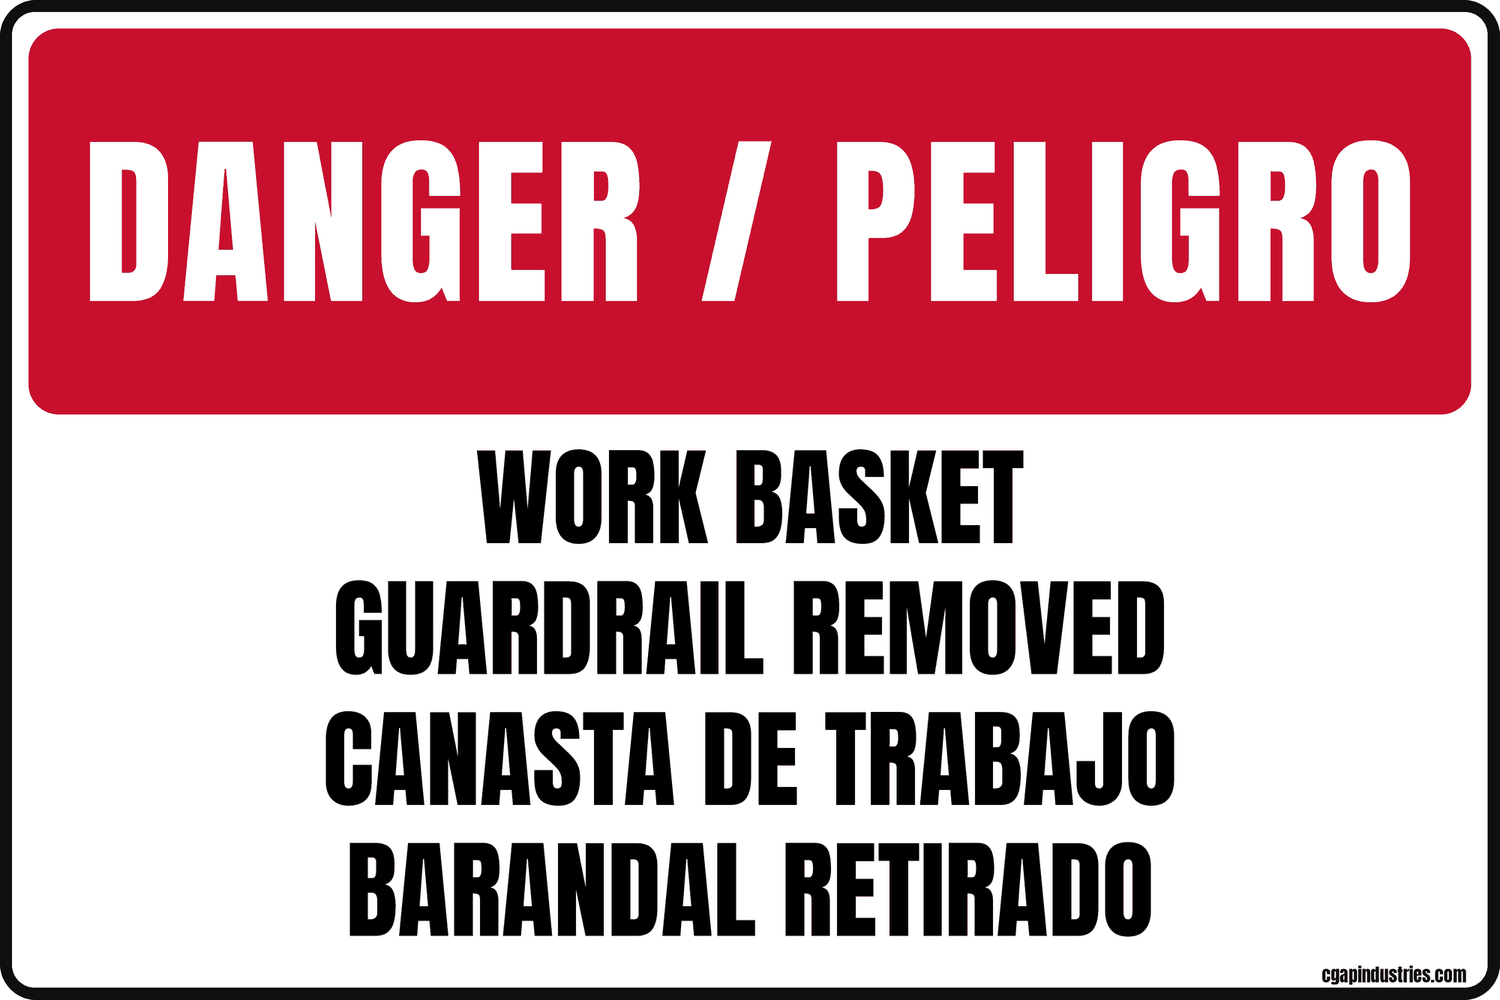 DANGER / PELIGRO
WORK BASKET
GUARDRAIL REMOVED
CANASTA DE TRABAJO
BARANDAL RETIRADO
cgapindustries.com